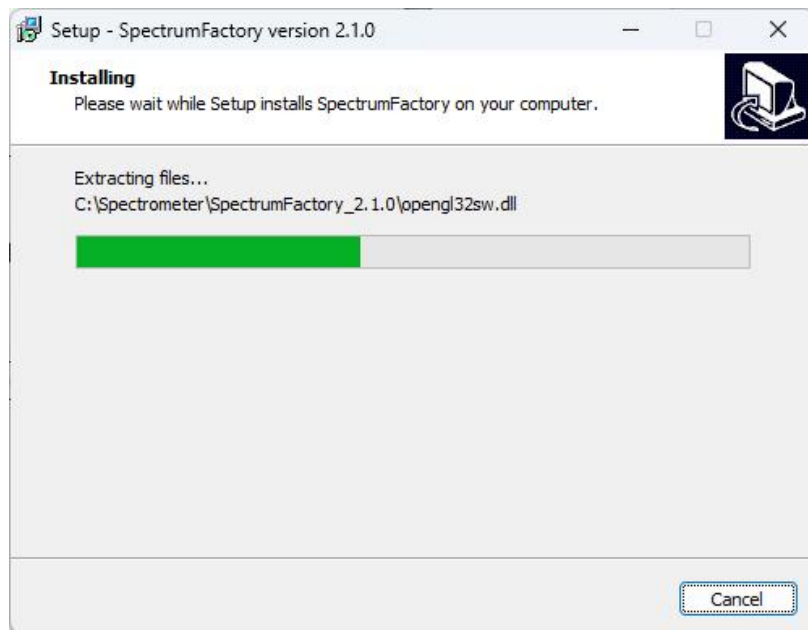 Setup - SpectrumFactory version 2.1.0
Installing
Please wait while Setup installs SpectrumFactory on your computer.
Extracting files...
C:\Spectrometer\SpectrumFactory_2.1.0\opengl32sw.dll
Cancel